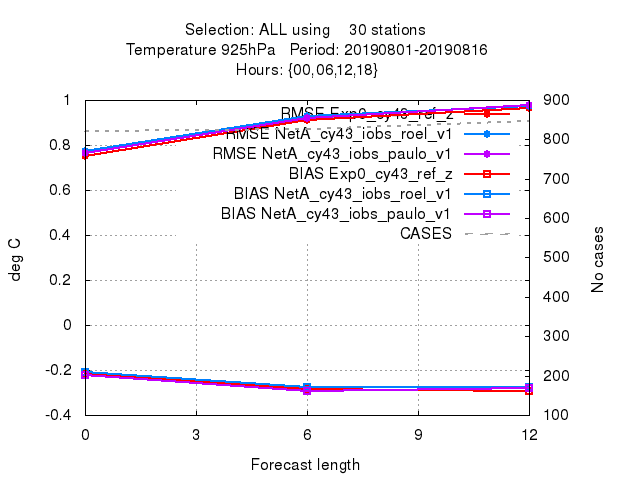 Selection: ALL using 30 stations
Temperature 925hPa Period: 20190801-20190816
Hours: {00,06,12,18}
1
0.8
0.6
0.4
0.2
0
-0.2
-0.4
deg C
RMSE Exp0_cy43_ref_z
RMSE NetA_cy43_iobs_roel_v1
RMSE NetA_cy43_iobs_paulo_v1
BIAS Exp0_cy43_ref_z
BIAS NetA_cy43_iobs_roel_v1
BIAS NetA_cy43_iobs_paulo_v1
CASES
900
800
700
600
500
400
300
200
100
No cases
0 3 6 9 12
Forecast length